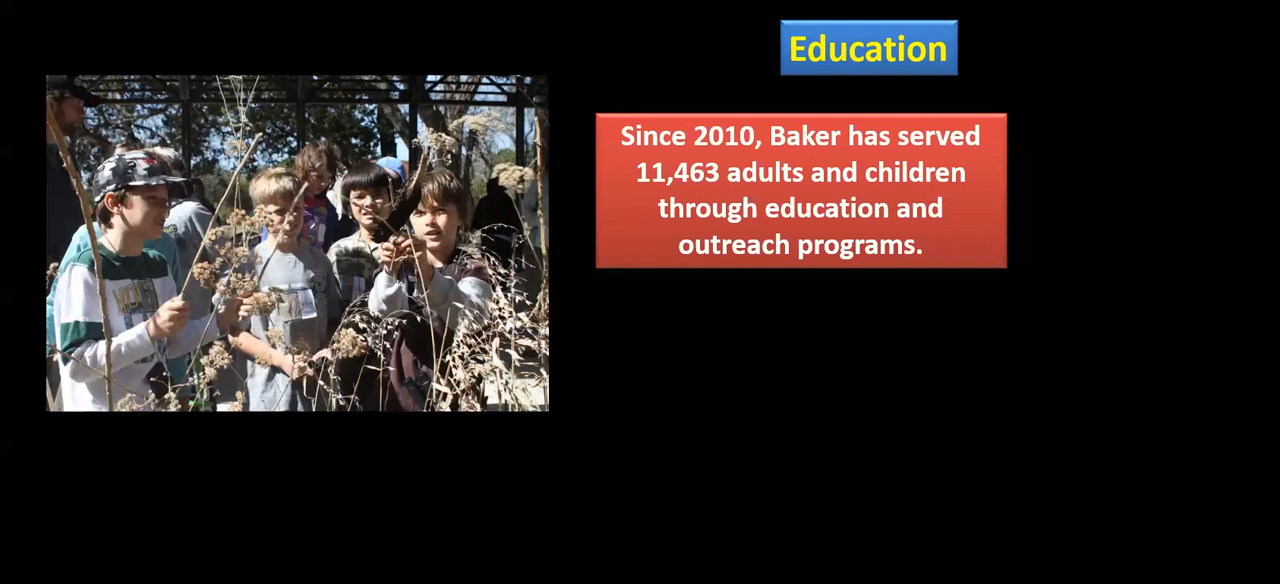 Education
Since 2010, Baker has served
11,463 adults and children
through education and
outreach programs.